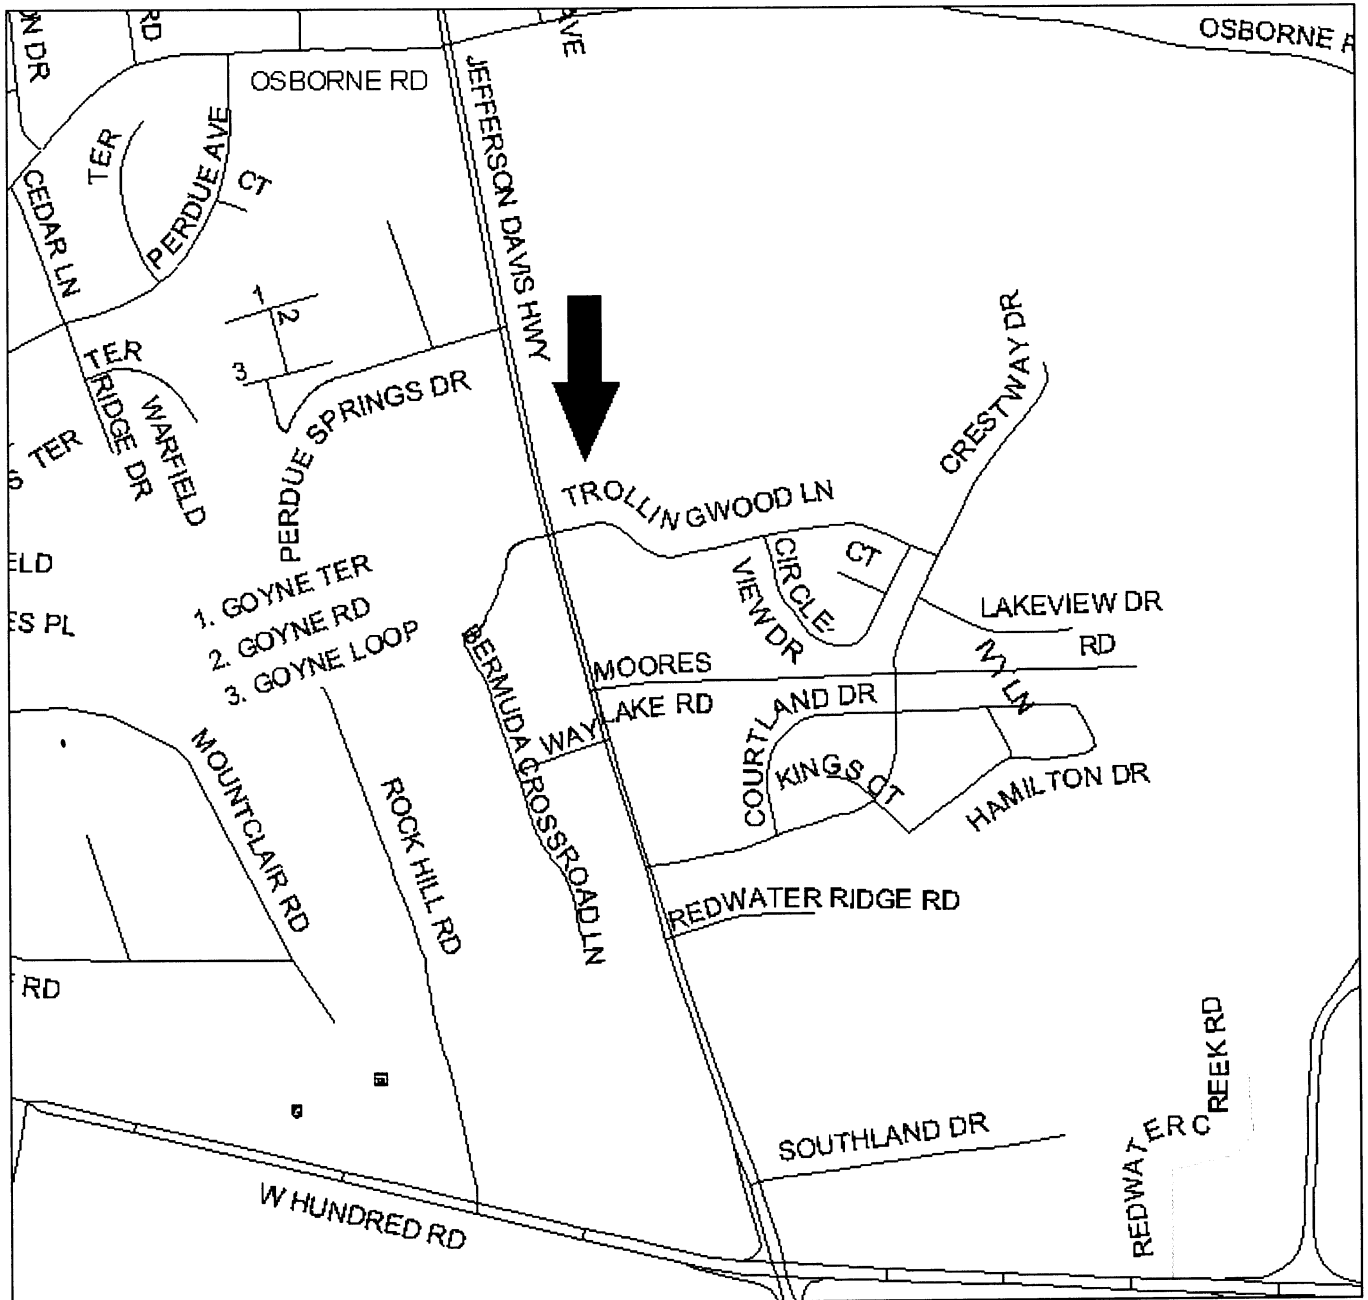 N DR
RD
AVE
OSBORNE R
OSBORNE RD
JEFFERSON DAVIS HWY
TER
PERDUE AVE
CT
CEDAR LN
1
2
3
TER
RIDGE DR
WARFIELD
PERDUE SPRINGS DR
S TER
CRESTWAY DR
TROLLINGWOOD LN
CT
CIRCLE
VIEW DR
ELD
ES PL
1. GOYNE TER
2. GOYNE RD
3. GOYNE LOOP
LAKEVIEW DR
IVY LN
MOORES
RD
LAKE RD
WAY
BERMUDA CROSSROAD LN
COURTLAND DR
KINGS CT
HAMILTON DR
MOUNTCLAIR RD
ROCK HILL RD
REDWATER RIDGE RD
RD
REDWATER CREEK RD
SOUTHLAND DR
W HUNDRED RD